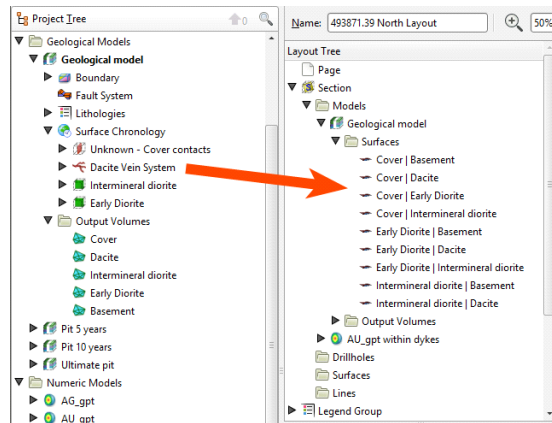 Project Tree
0
Geological Models
Geological model
Boundary
Fault System
Lithologies
Surface Chronology
Unknown - Cover contacts
Dacite Vein System
Intermineral diorite
Early Diorite
Output Volumes
Cover
Dacite
Intermineral diorite
Early Diorite
Basement
Pit 5 years
Pit 10 years
Ultimate pit
Numeric Models
AG_gpt
AU_gpt
Name: 493871.39 North Layout 50%
Layout Tree
Page
Section
Models
Geological model
Surfaces
Cover | Basement
Cover | Dacite
Cover | Early Diorite
Cover | Intermineral diorite
Early Diorite | Basement
Early Diorite | Dacite
Early Diorite | Intermineral diorite
Intermineral diorite | Basement
Intermineral diorite | Dacite
Output Volumes
AU_gpt within dykes
Drillholes
Surfaces
Lines
Legend Group